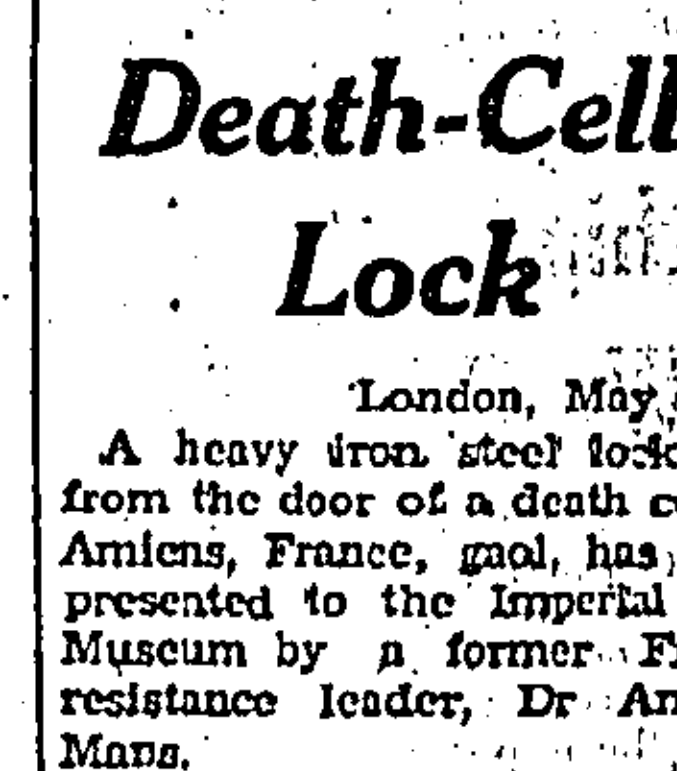 Death-Cell
Lock
London, May
A heavy iron steel lock
from the door of a death
Amiens, France, gaol, has
presented to the Imperial
Museum by a former
resistance leader, Dr
Mans.